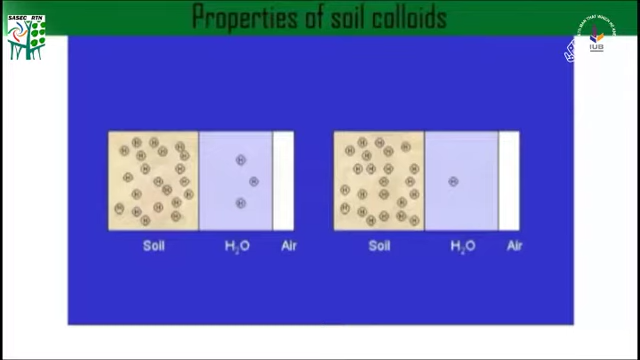 Properties of soil colloids
SASEC RTN
IUB
Soil H₂O Air
Soil H₂O Air